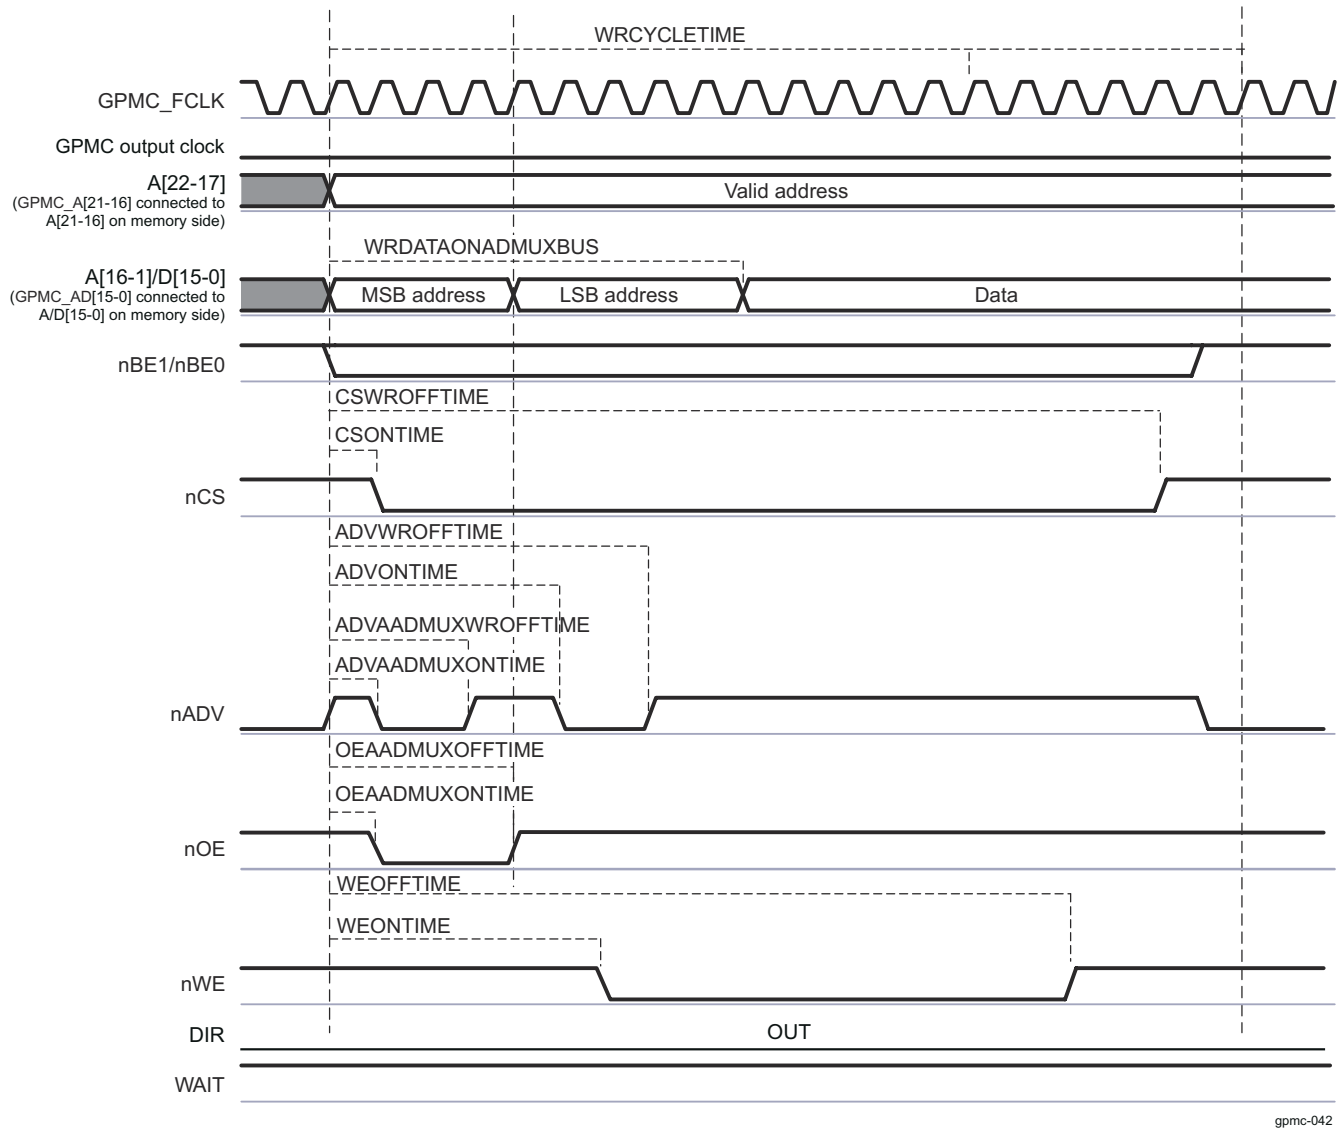 WRCYCLETIME
GPMC_FCLK
GPMC output clock
A[22-17]
(GPMC_A[21-16] connected to
A[21-16] on memory side)
Valid address
WRDATAONADMUXBUS
A[16-1]/D[15-0]
(GPMC_AD[15-0] connected to
A/D[15-0] on memory side)
MSB address
LSB address
Data
nBE1/nBE0
CSWROFFTIME
CSONTIME
nCS
ADVWROFFTIME
ADVONTIME
ADVAADMUXWROFFTIME
ADVAADMUXONTIME
nADV
OEAADMUXOFFTIME
OEAADMUXONTIME
nOE
WEOFFTIME
WEONTIME
nWE
DIR
OUT
WAIT
gpmc-042